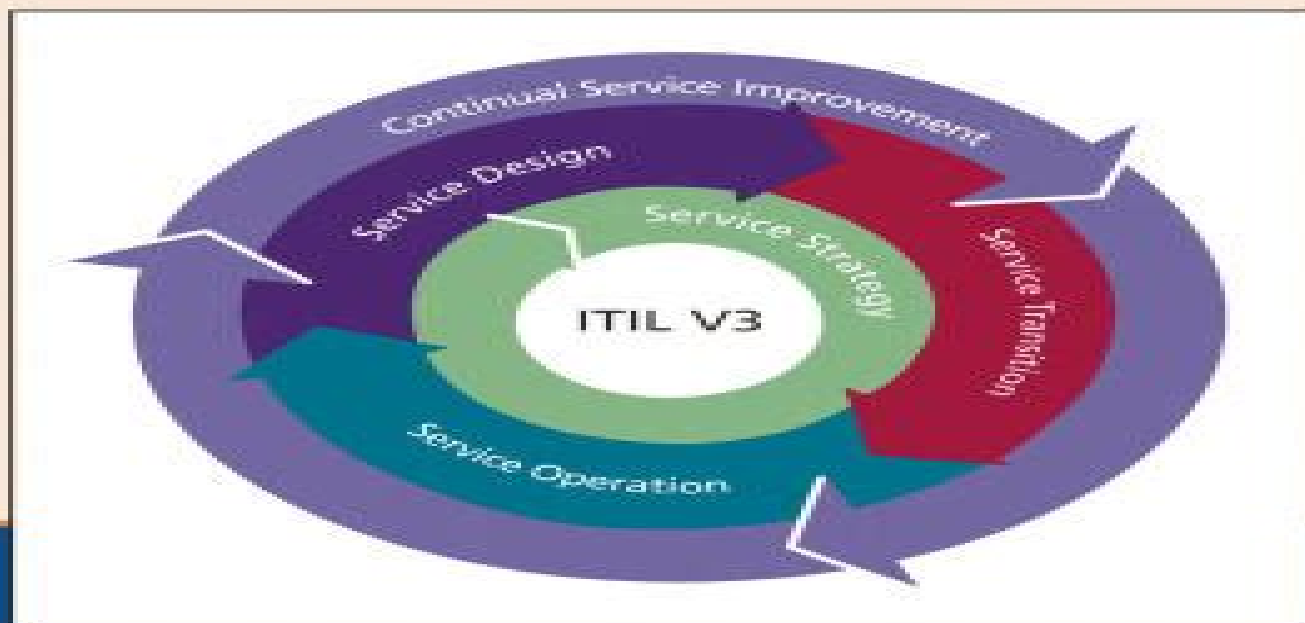 Continual Service Improvement
Service Design
Service Strategy
Service Transition
ITIL V3
Service Operation